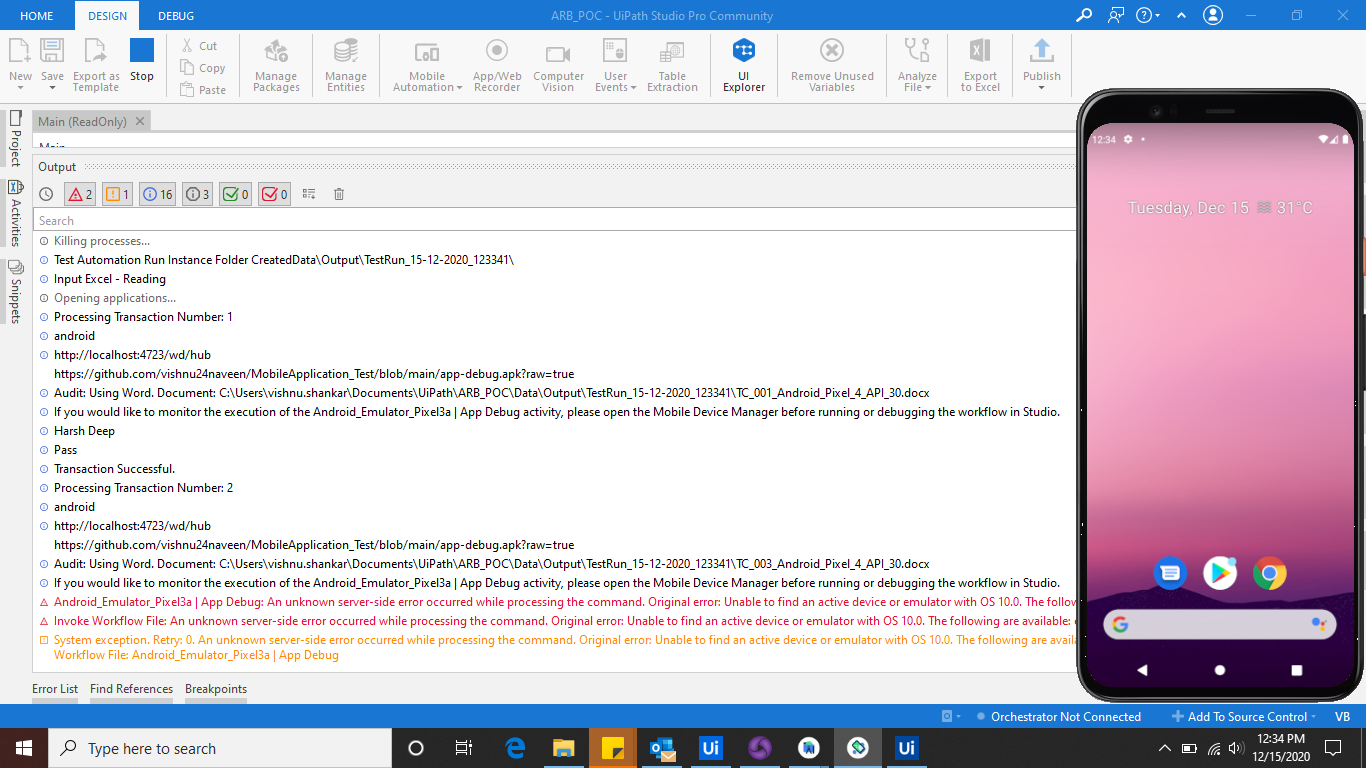 HOME DESIGN DEBUG ARB_POC - UiPath Studio Pro Community
New Save Export as Template Stop Cut Copy Paste Manage Packages Manage Entities Mobile Automation App/Web Recorder Computer Vision User Events Table Extraction UI Explorer Remove Unused Variables Analyze File Export to Excel Publish
Main (ReadOnly)
Main
Project
Activities
Snippets
Output
2 1 16 3 0 0
Search
Killing processes...
Test Automation Run Instance Folder CreatedData\Output\TestRun_15-12-2020_123341\
Input Excel - Reading
Opening applications...
Processing Transaction Number: 1
android
http://localhost:4723/wd/hub
https://github.com/vishnu24naveen/MobileApplication_Test/blob/main/app-debug.apk?raw=true
Audit: Using Word. Document: C:\Users\vishnu.shankar\Documents\UiPath\ARB_POC\Data\Output\TestRun_15-12-2020_123341\TC_001_Android_Pixel_4_API_30.docx
If you would like to monitor the execution of the Android_Emulator_Pixel3a | App Debug activity, please open the Mobile Device Manager before running or debugging the workflow in Studio.
Harsh Deep
Pass
Transaction Successful.
Processing Transaction Number: 2
android
http://localhost:4723/wd/hub
https://github.com/vishnu24naveen/MobileApplication_Test/blob/main/app-debug.apk?raw=true
Audit: Using Word. Document: C:\Users\vishnu.shankar\Documents\UiPath\ARB_POC\Data\Output\TestRun_15-12-2020_123341\TC_003_Android_Pixel_4_API_30.docx
If you would like to monitor the execution of the Android_Emulator_Pixel3a | App Debug activity, please open the Mobile Device Manager before running or debugging the workflow in Studio.
Android_Emulator_Pixel3a | App Debug: An unknown server-side error occurred while processing the command. Original error: Unable to find an active device or emulator with OS 10.0. The follow
Invoke Workflow File: An unknown server-side error occurred while processing the command. Original error: Unable to find an active device or emulator with OS 10.0. The following are available:
System exception. Retry: 0. An unknown server-side error occurred while processing the command. Original error: Unable to find an active device or emulator with OS 10.0. The following are avail
Workflow File: Android_Emulator_Pixel3a | App Debug
Error List Find References Breakpoints
12:34
Tuesday, Dec 15 31°C
Orchestrator Not Connected Add To Source Control VB
Type here to search
Ui Ui
12:34 PM
12/15/2020